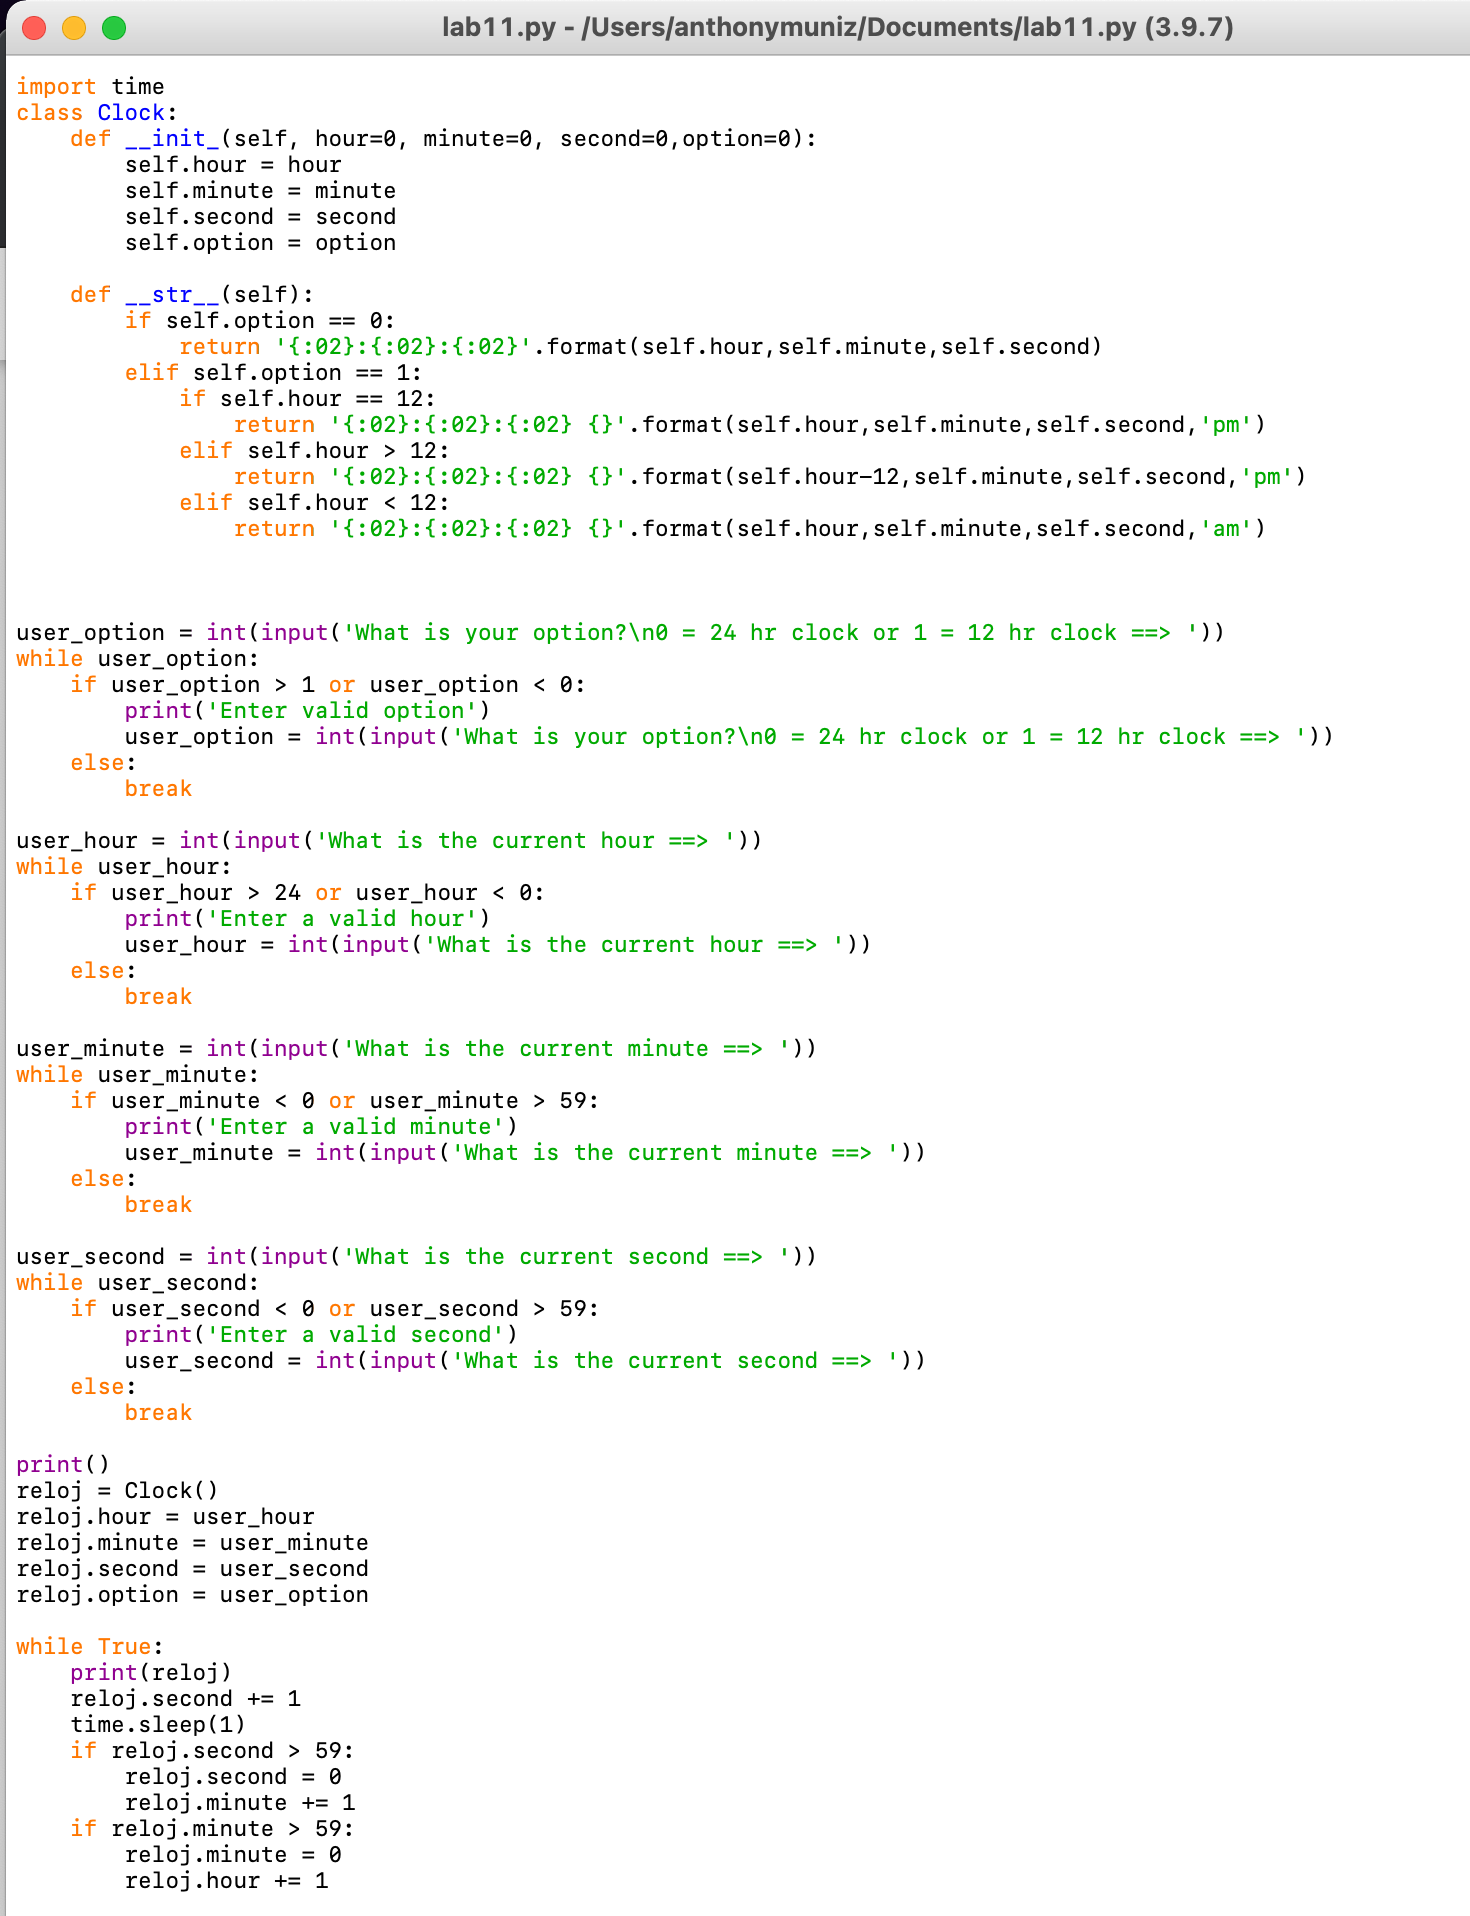 lab11.py - /Users/anthonymuniz/Documents/lab11.py (3.9.7)
import time
class Clock:
    def __init_(self, hour=0, minute=0, second=0,option=0):
        self.hour = hour
        self.minute = minute
        self.second = second
        self.option = option

    def __str__(self):
        if self.option == 0:
            return '{:02}:{:02}:{:02}'.format(self.hour,self.minute,self.second)
        elif self.option == 1:
            if self.hour == 12:
                return '{:02}:{:02}:{:02} {}'.format(self.hour,self.minute,self.second,'pm')
            elif self.hour > 12:
                return '{:02}:{:02}:{:02} {}'.format(self.hour-12,self.minute,self.second,'pm')
            elif self.hour < 12:
                return '{:02}:{:02}:{:02} {}'.format(self.hour,self.minute,self.second,'am')

user_option = int(input('What is your option?\n0 = 24 hr clock or 1 = 12 hr clock ==> '))
while user_option:
    if user_option > 1 or user_option < 0:
        print('Enter valid option')
        user_option = int(input('What is your option?\n0 = 24 hr clock or 1 = 12 hr clock ==> '))
    else:
        break

user_hour = int(input('What is the current hour ==> '))
while user_hour:
    if user_hour > 24 or user_hour < 0:
        print('Enter a valid hour')
        user_hour = int(input('What is the current hour ==> '))
    else:
        break

user_minute = int(input('What is the current minute ==> '))
while user_minute:
    if user_minute < 0 or user_minute > 59:
        print('Enter a valid minute')
        user_minute = int(input('What is the current minute ==> '))
    else:
        break

user_second = int(input('What is the current second ==> '))
while user_second:
    if user_second < 0 or user_second > 59:
        print('Enter a valid second')
        user_second = int(input('What is the current second ==> '))
    else:
        break

print()
reloj = Clock()
reloj.hour = user_hour
reloj.minute = user_minute
reloj.second = user_second
reloj.option = user_option

while True:
    print(reloj)
    reloj.second += 1
    time.sleep(1)
    if reloj.second > 59:
        reloj.second = 0
        reloj.minute += 1
    if reloj.minute > 59:
        reloj.minute = 0
        reloj.hour += 1